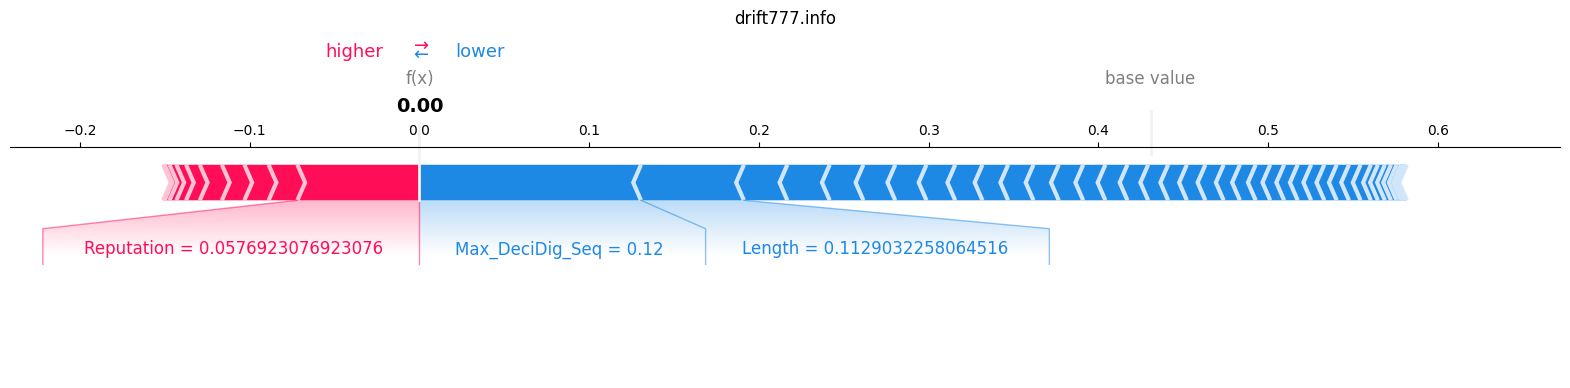 drift777.info
higher ⇄ lower
f(x) base value
0.00
−0.2 −0.1 0.0 0.1 0.2 0.3 0.4 0.5 0.6
Reputation = 0.0576923076923076 Max_DeciDig_Seq = 0.12 Length = 0.1129032258064516